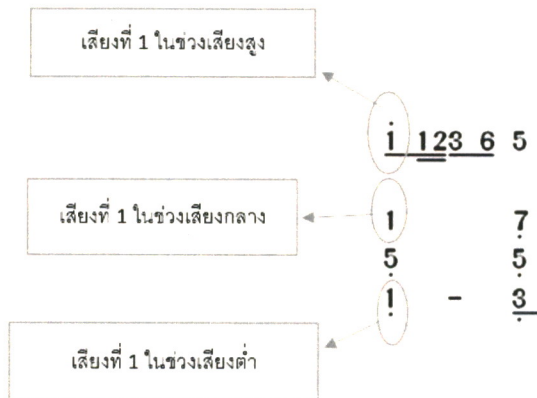 เสียงที่ 1 ในช่วงเสียงสูง
i̇ 1 2 3 6 5
เสียงที่ 1 ในช่วงเสียงกลาง
1 7̣
5̣ 5̣
1̣ - 3̣
เสียงที่ 1 ในช่วงเสียงต่ำ